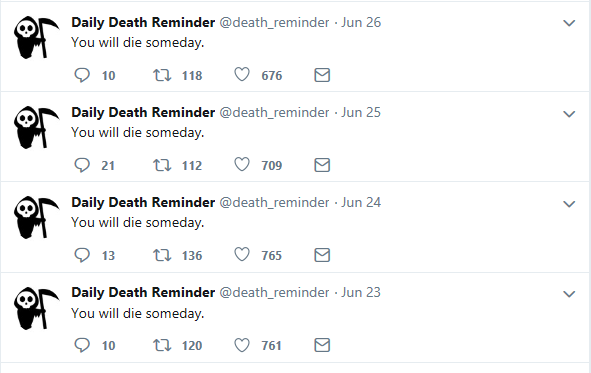 Daily Death Reminder @death_reminder · Jun 26
You will die someday.
10 118 676
Daily Death Reminder @death_reminder · Jun 25
You will die someday.
21 112 709
Daily Death Reminder @death_reminder · Jun 24
You will die someday.
13 136 765
Daily Death Reminder @death_reminder · Jun 23
You will die someday.
10 120 761